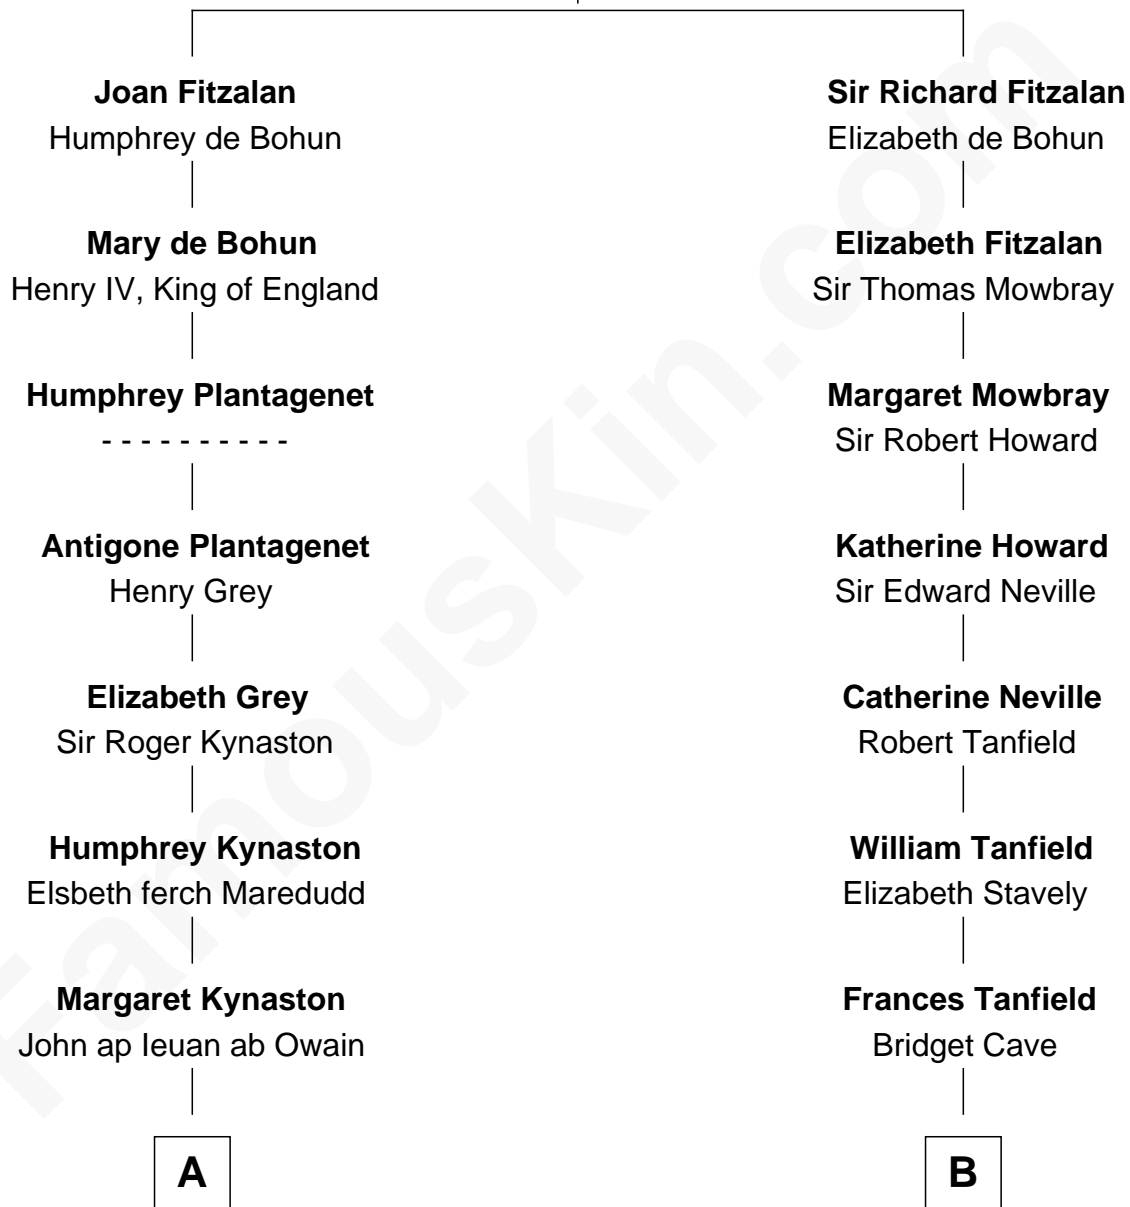 Joan Fitzalan
Humphrey de Bohun
Mary de Bohun
Henry IV, King of England
Humphrey Plantagenet
- - - - - - - - - -
Antigone Plantagenet
Henry Grey
Elizabeth Grey
Sir Roger Kynaston
Humphrey Kynaston
Elsbeth ferch Maredudd
Margaret Kynaston
John ap Ieuan ab Owain
A
Sir Richard Fitzalan
Elizabeth de Bohun
Elizabeth Fitzalan
Sir Thomas Mowbray
Margaret Mowbray
Sir Robert Howard
Katherine Howard
Sir Edward Neville
Catherine Neville
Robert Tanfield
William Tanfield
Elizabeth Stavely
Frances Tanfield
Bridget Cave
B
FamousKin.com